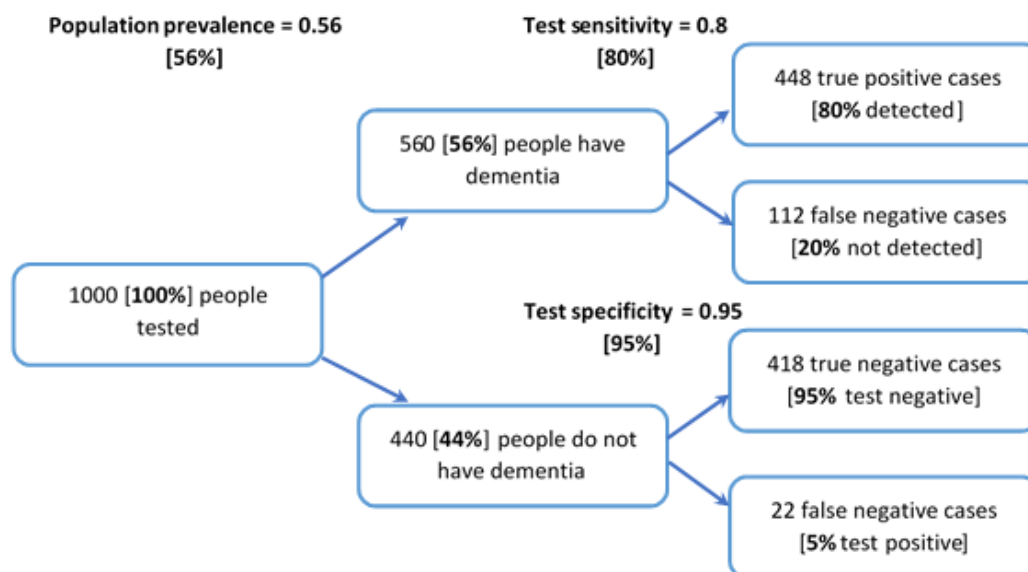 Population prevalence = 0.56
[56%]
Test sensitivity = 0.8
[80%]
448 true positive cases
[80% detected]
560 [56%] people have
dementia
112 false negative cases
[20% not detected]
1000 [100%] people
tested
Test specificity = 0.95
[95%]
418 true negative cases
[95% test negative]
440 [44%] people do not
have dementia
22 false negative cases
[5% test positive]